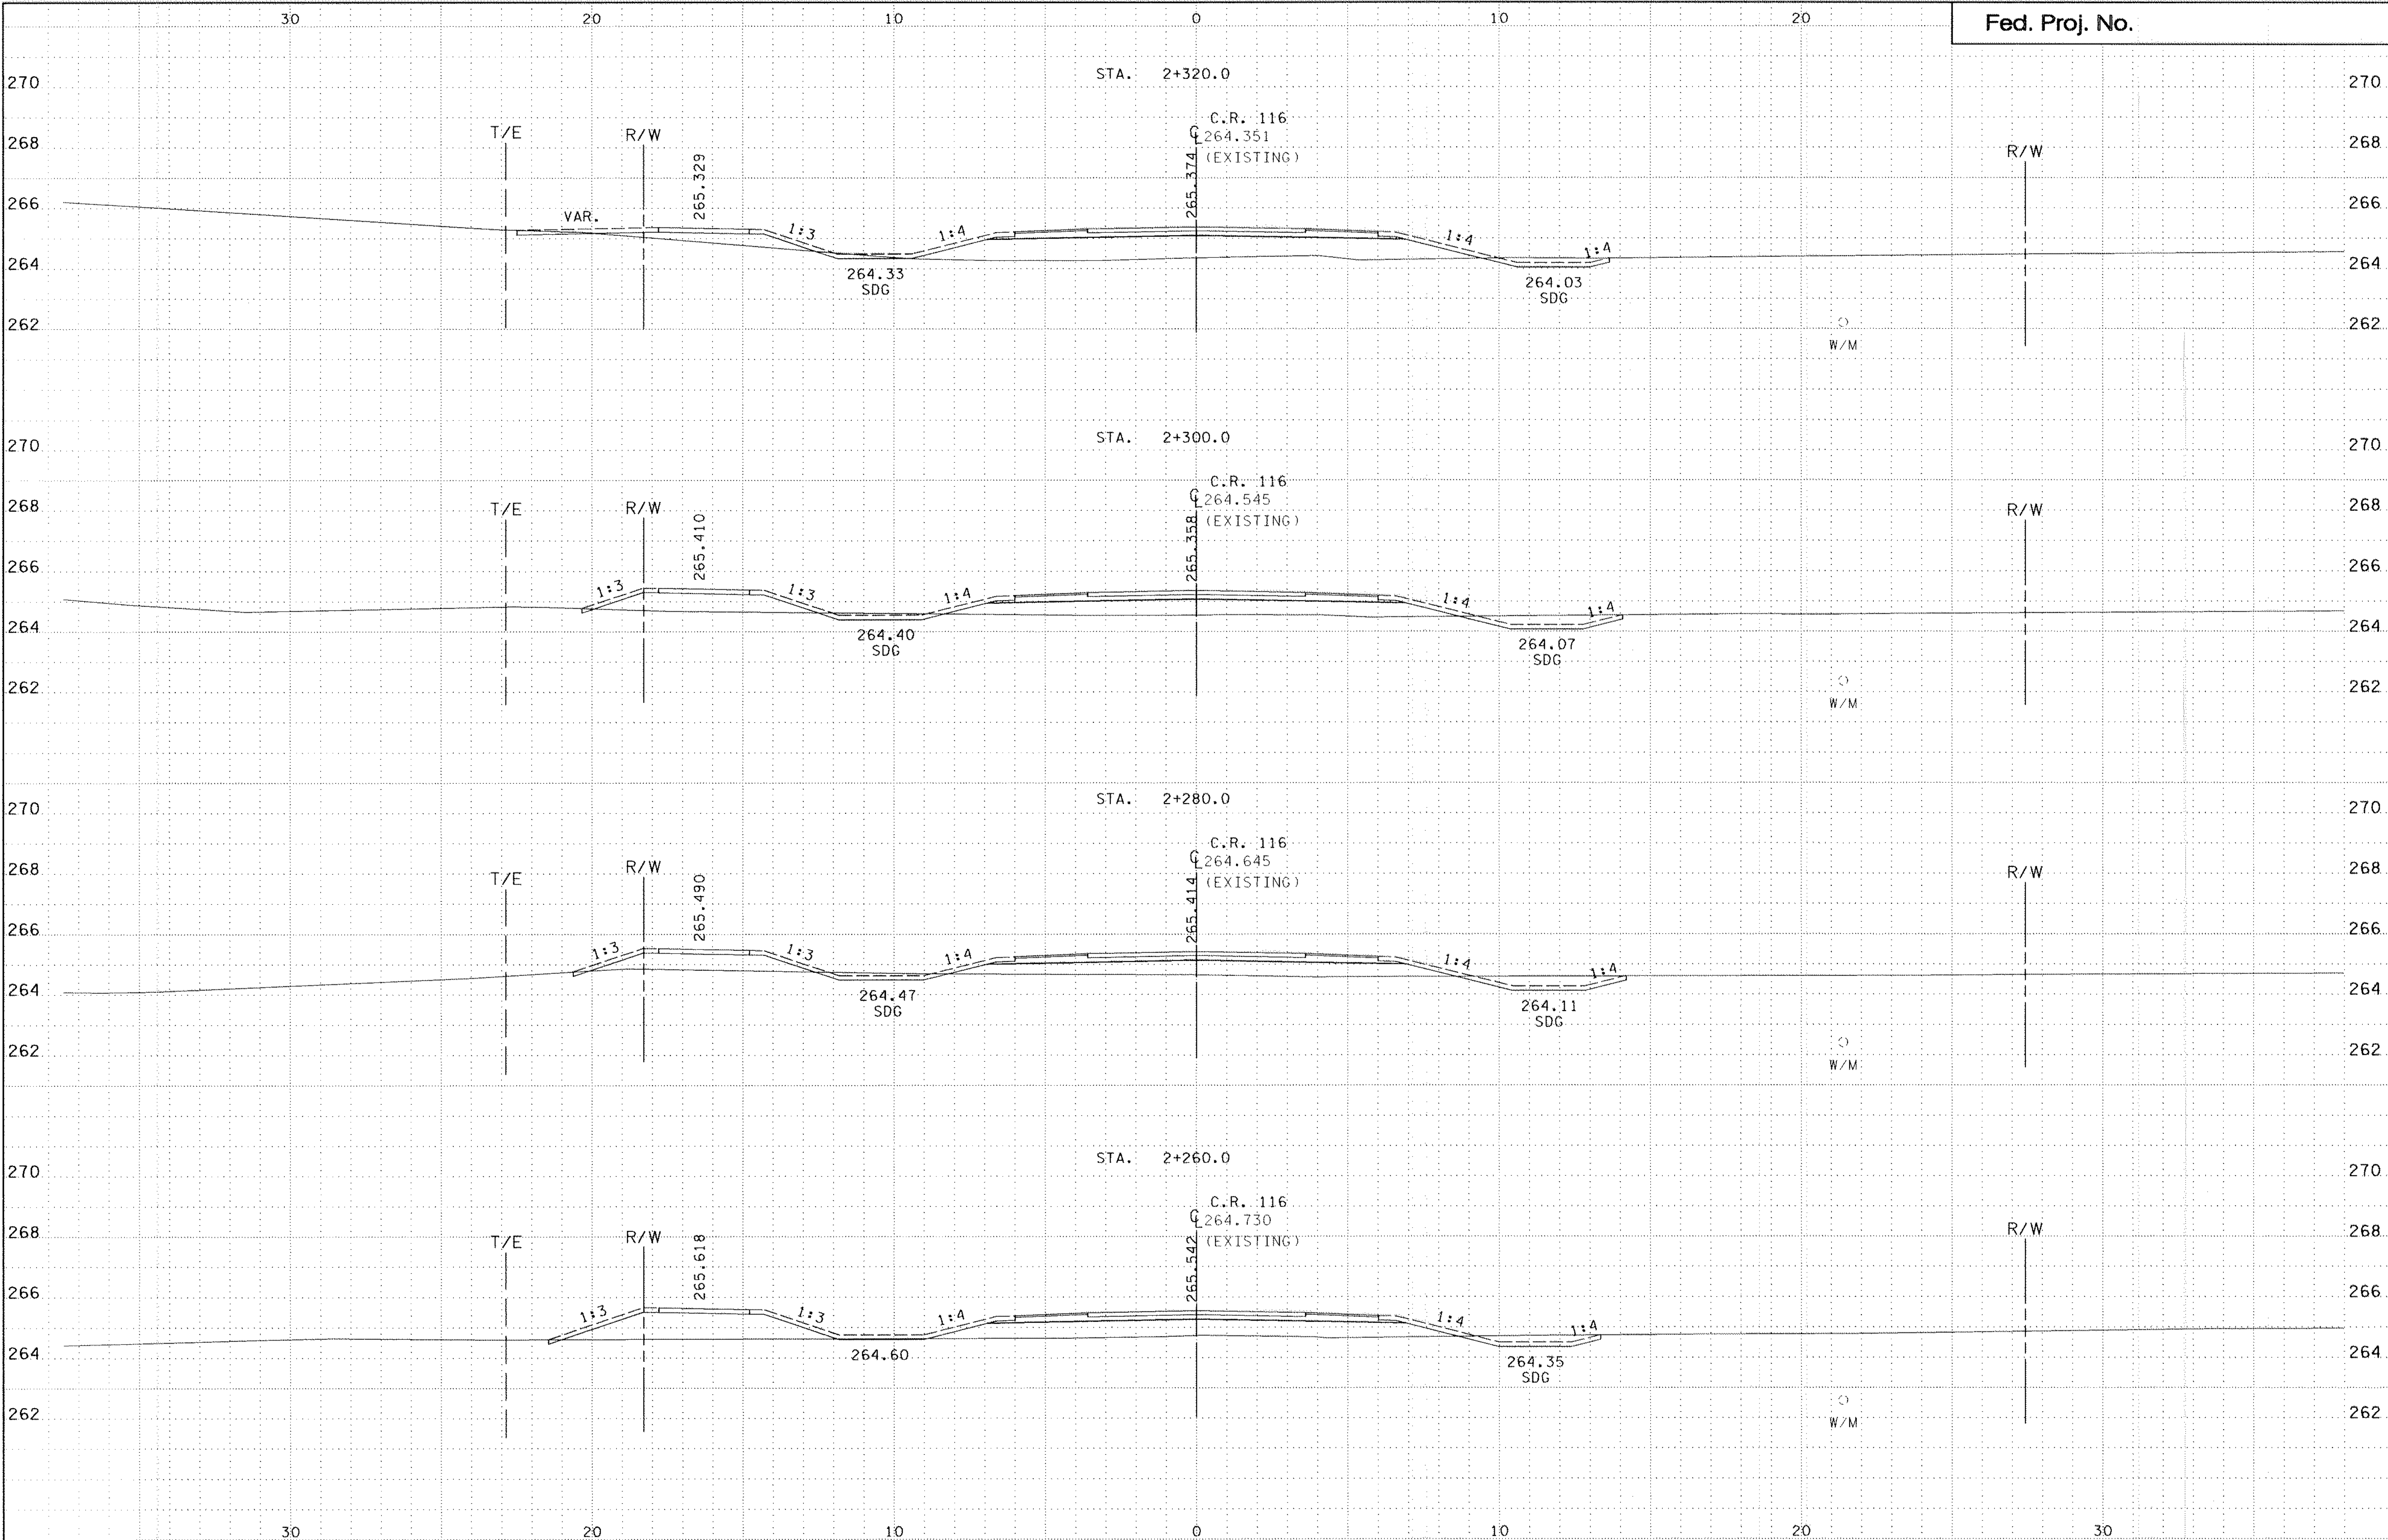 30 20 10 0 10 20
Fed. Proj. No.
STA. 2+320.0
270 270
C.R. 116
T/E R/W ℄ 264.351
268 (EXISTING) R/W 268
265.329 265.374
266 VAR. 266
1:3 1:4 1:4 1:4
264 264.33 264
SDG
264.03
SDG
262 262
W/M
STA. 2+300.0
270 270
C.R. 116
T/E R/W ℄ 264.545 R/W
268 (EXISTING) 268
265.410 265.358
266 266
1:3 1:3 1:4 1:4 1:4
264 264.40 264
SDG
264.07
SDG
262 262
W/M
STA. 2+280.0
270 270
C.R. 116
T/E R/W ℄ 264.645 R/W
268 (EXISTING) 268
265.490 265.414
266 266
1:3 1:3 1:4 1:4 1:4
264 264.47 264
SDG
264.11
SDG
262 262
W/M
STA. 2+260.0
270 270
C.R. 116
T/E R/W ℄ 264.730 R/W
268 (EXISTING) 268
265.618 265.542
266 266
1:3 1:3 1:4 1:4 1:4
264 264.60 264
264.35
SDG
262 262
W/M
30 20 10 0 10 20 30